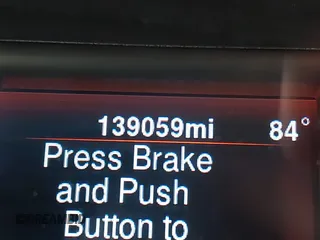 139059mi 84°
Press Brake
and Push
Button to